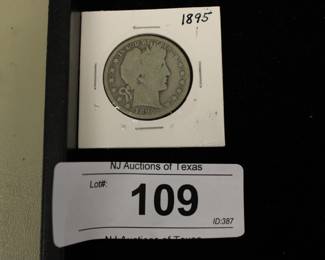 1895
NJ Auctions of Texas
Lot#:
109
ID:387
NJ Auctions of Texas